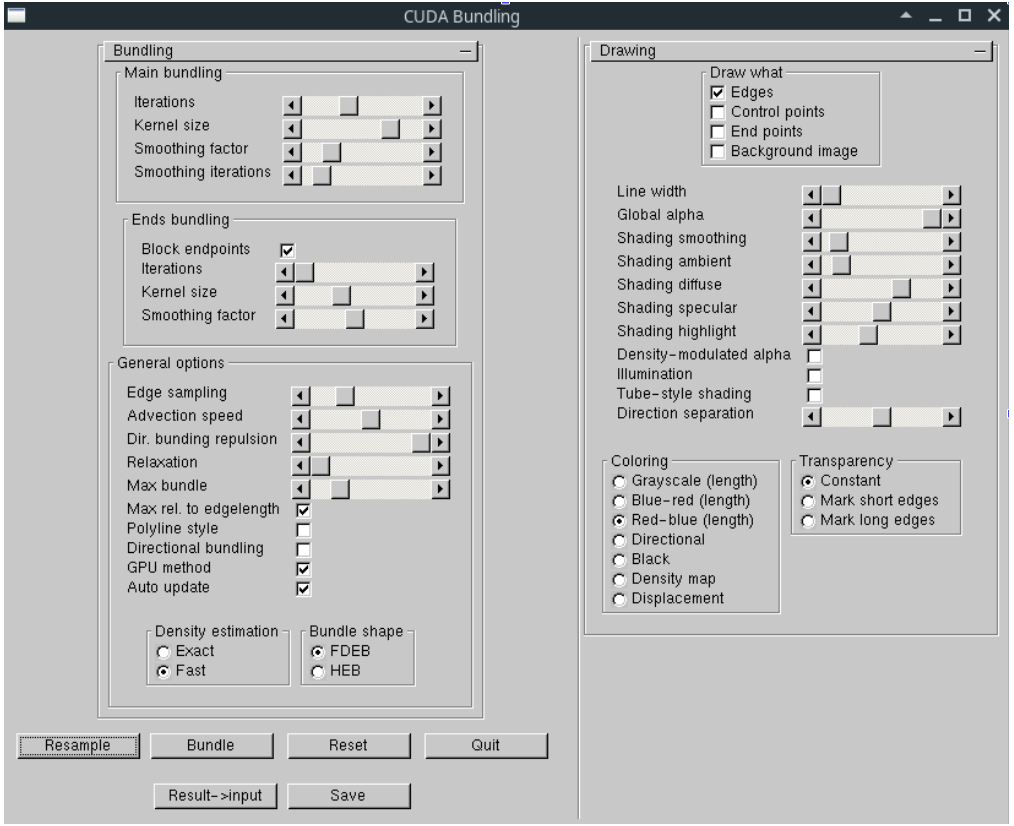 CUDA Bundling
Bundling
Main bundling
Iterations
Kernel size
Smoothing factor
Smoothing iterations
Ends bundling
Block endpoints
Iterations
Kernel size
Smoothing factor
General options
Edge sampling
Advection speed
Dir. bunding repulsion
Relaxation
Max bundle
Max rel. to edgelength
Polyline style
Directional bundling
GPU method
Auto update
Density estimation
Exact
Fast
Bundle shape
FDEB
HEB
Resample
Bundle
Reset
Quit
Result->input
Save
Drawing
Draw what
Edges
Control points
End points
Background image
Line width
Global alpha
Shading smoothing
Shading ambient
Shading diffuse
Shading specular
Shading highlight
Density-modulated alpha
Illumination
Tube-style shading
Direction separation
Coloring
Grayscale (length)
Blue-red (length)
Red-blue (length)
Directional
Black
Density map
Displacement
Transparency
Constant
Mark short edges
Mark long edges